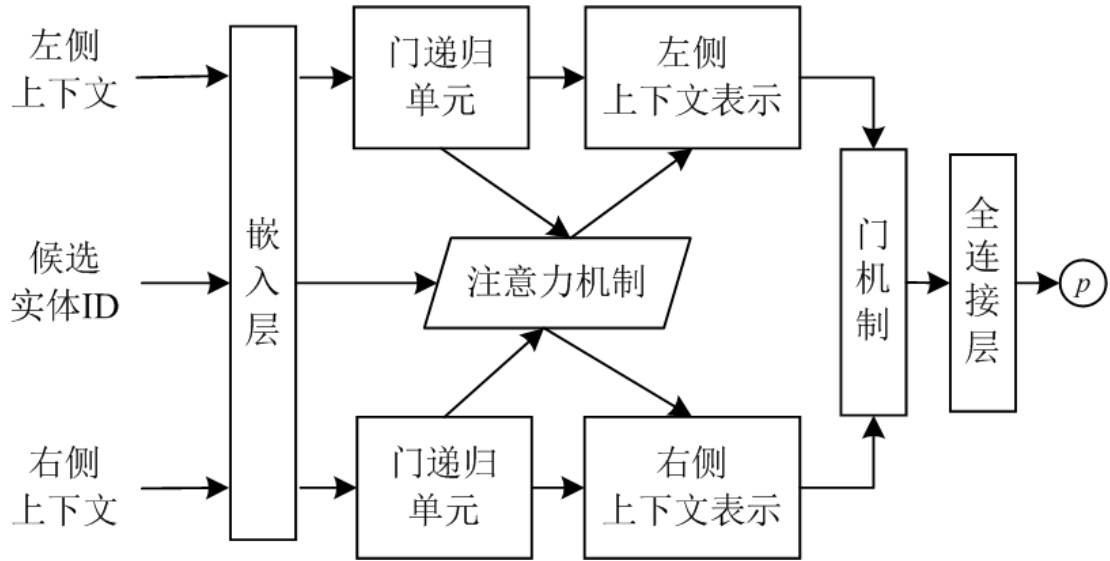 左侧
上下文
门递归
单元
左侧
上下文表示
候选
实体ID
嵌入层
注意力机制
门机制
全连接层
p
右侧
上下文
门递归
单元
右侧
上下文表示